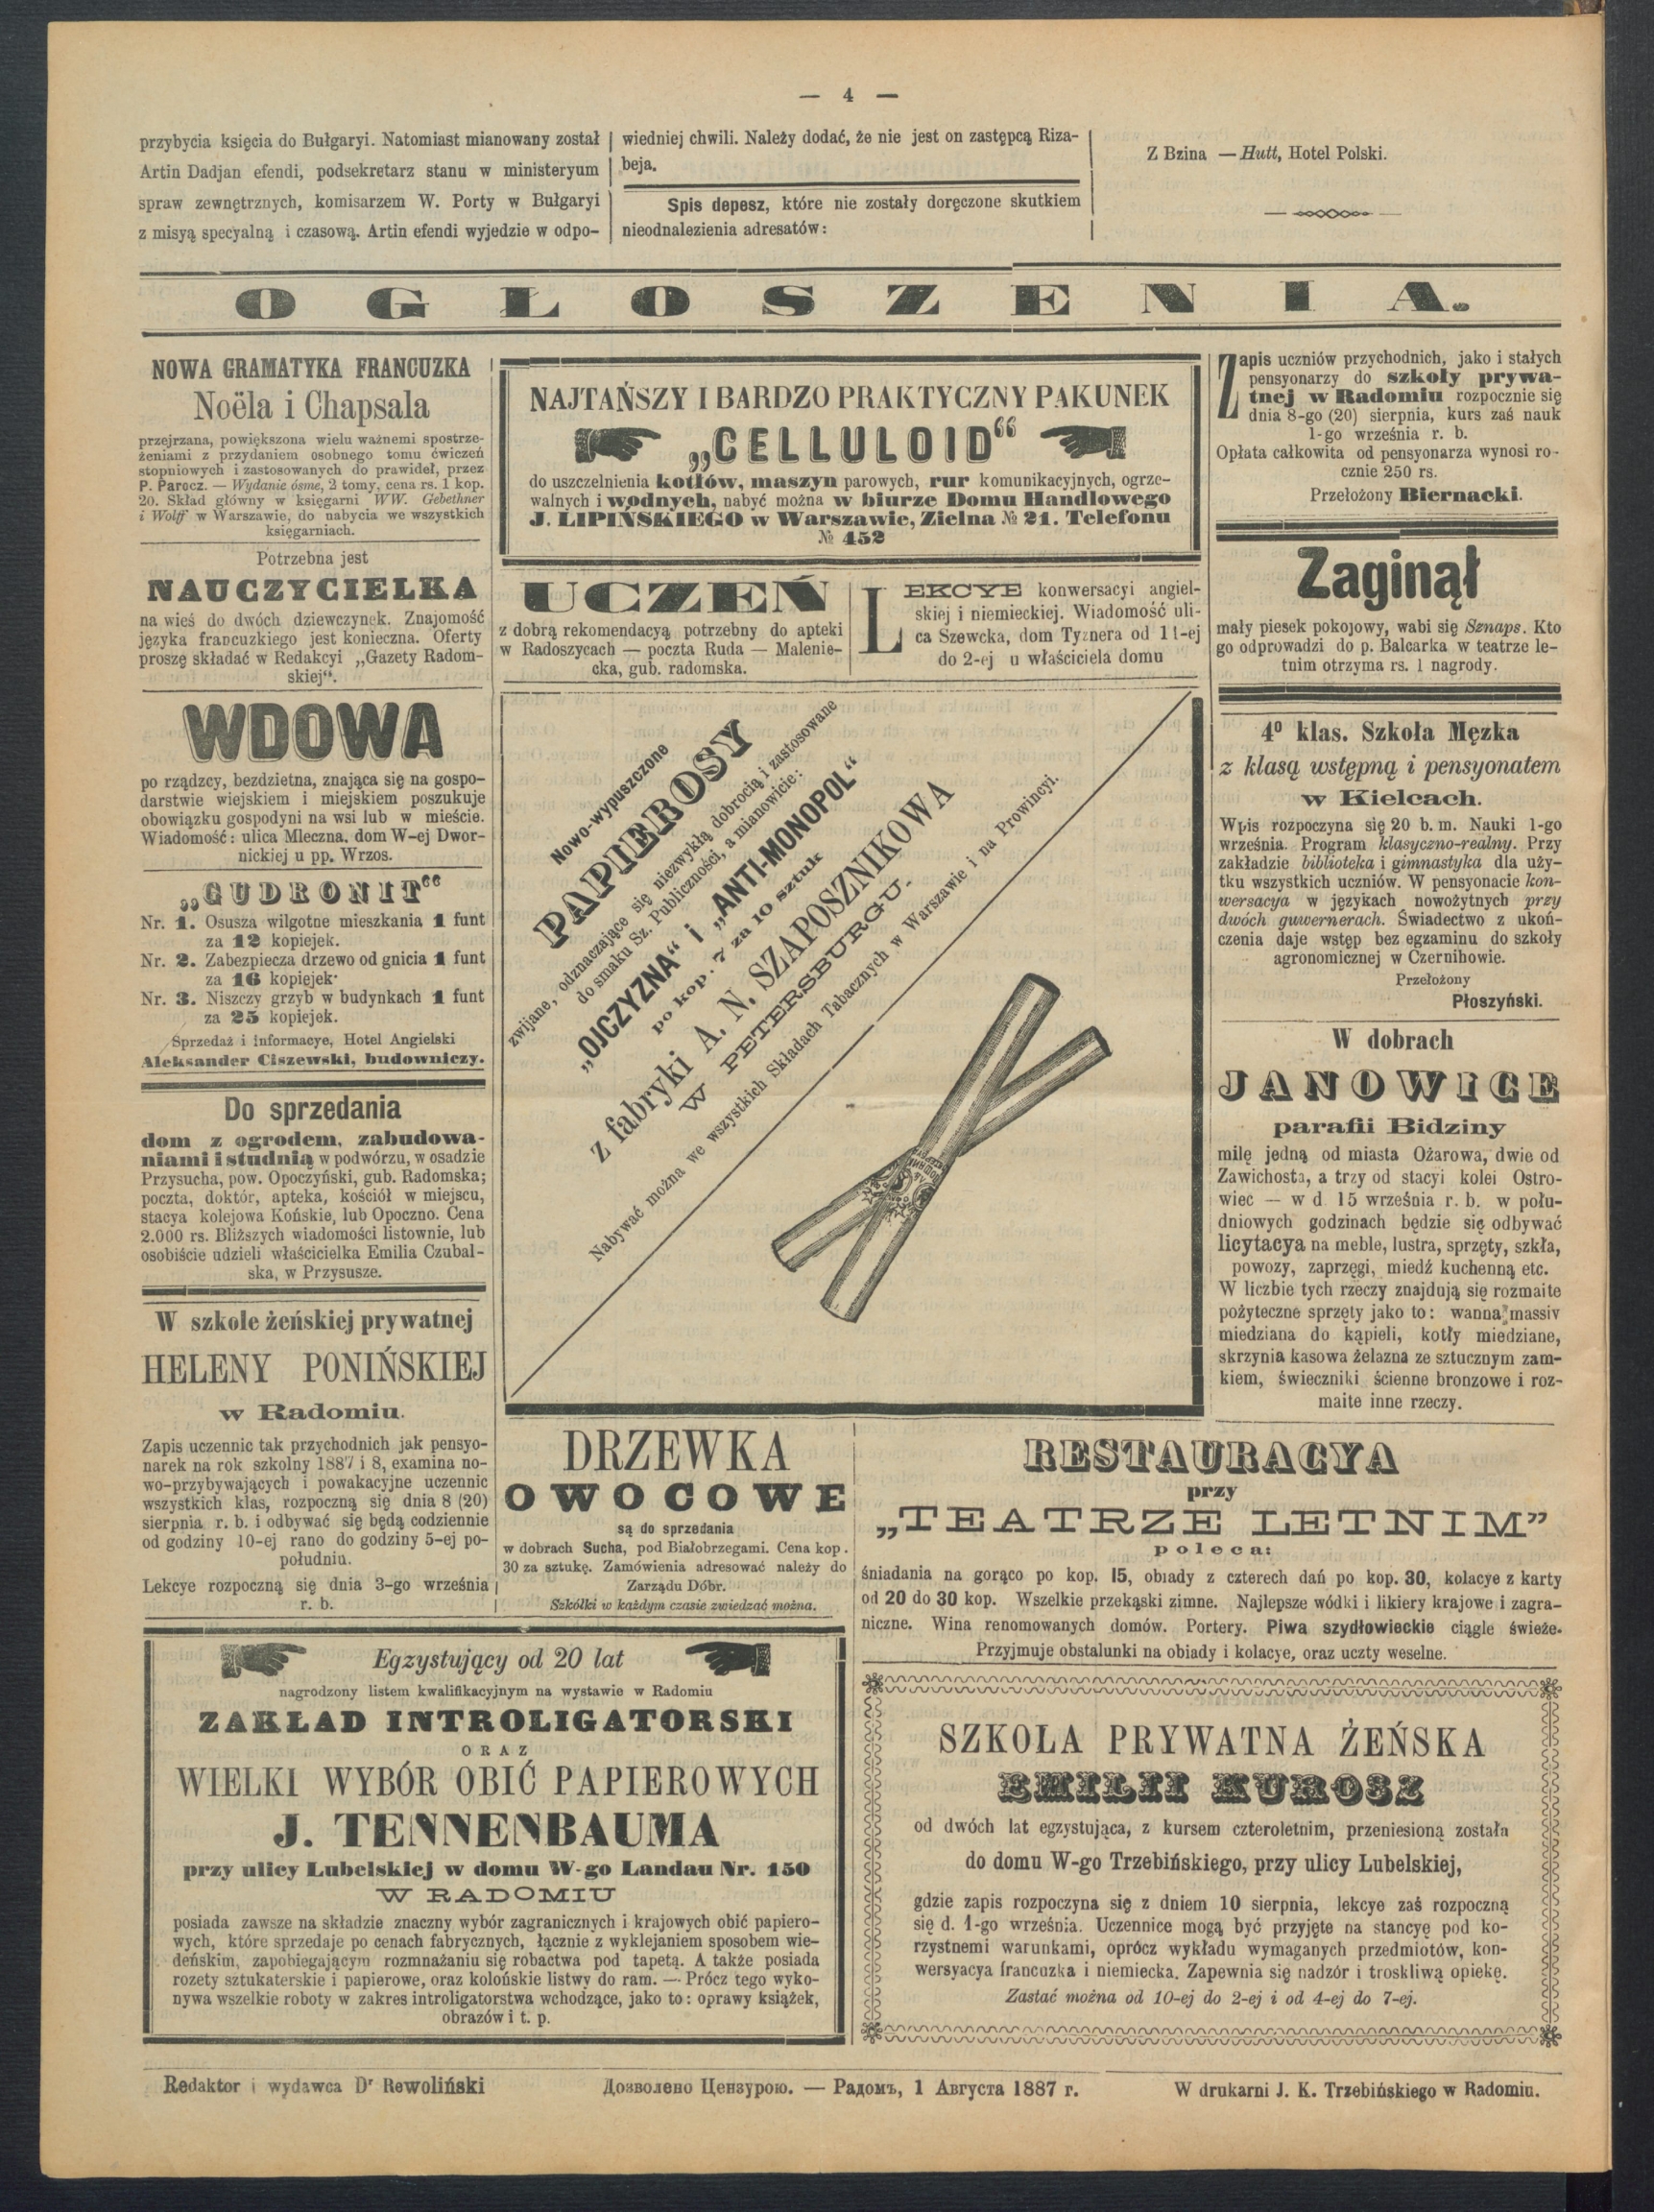 — 4 —
przybycia księcia do Bułgaryi. Natomiast mianowany został
Artin Dadjan efendi, podsekretarz stanu w ministeryum
spraw zewnętrznych, komisarzem W. Porty w Bułgaryi
z misyą specyalną i czasową. Artin efendi wyjedzie w odpo-
wiedniej chwili. Należy dodać, że nie jest on zastępcą Riza-
beja.
Spis depesz, które nie zostały doręczone skutkiem
nieodnalezienia adresatów:
Z Bzina — Hutt, Hotel Polski.
OGŁOSZENIA.
NOWA GRAMATYKA FRANCUZKA
Noëla i Chapsala
przejrzana, powiększona wielu ważnemi spostrze-
żeniami z przydaniem osobnego tomu ćwiczeń
stopniowych i zastosowanych do prawideł, przez
P. Parocz. — Wydanie ósme, 2 tomy, cena rs. 1 kop.
20. Skład główny w księgarni WW. Gebethner
i Wolff w Warszawie, do nabycia we wszystkich
księgarniach.
Potrzebna jest
NAUCZYCIELKA
na wieś do dwóch dziewczynek. Znajomość
języka francuzkiego jest konieczna. Oferty
proszę składać w Redakcyi „Gazety Radom-
skiej“.
WDOWA
po rządzcy, bezdzietna, znająca się na gospo-
darstwie wiejskiem i miejskiem poszukuje
obowiązku gospodyni na wsi lub w mieście.
Wiadomość: ulica Mleczna, dom W-ej Dwor-
nickiej u pp. Wrzos.
„GUDRONIT“
Nr. 1. Osusza wilgotne mieszkania 1 funt
za 12 kopiejek.
Nr. 2. Zabezpiecza drzewo od gnicia 1 funt
za 16 kopiejek·
Nr. 3. Niszczy grzyb w budynkach 1 funt
za 25 kopiejek.
Sprzedaż i informacye, Hotel Angielski
Aleksander Ciszewski, budowniczy.
Do sprzedania
dom z ogrodem, zabudowa-
niami i studnią w podwórzu, w osadzie
Przysucha, pow. Opoczyński, gub. Radomska;
poczta, doktór, apteka, kościół w miejscu,
stacya kolejowa Końskie, lub Opoczno. Cena
2.000 rs. Bliższych wiadomości listownie, lub
osobiście udzieli właścicielka Emilia Czubal-
ska, w Przysusze.
W szkole żeńskiej prywatnej
HELENY PONIŃSKIEJ
w Radomiu.
Zapis uczennic tak przychodnich jak pensyo-
narek na rok szkolny 1887 i 8, examina no-
wo-przybywających i powakacyjne uczennic
wszystkich klas, rozpoczną się dnia 8 (20)
sierpnia r. b. i odbywać się będą codziennie
od godziny 10-ej rano do godziny 5-ej po-
południu.
Lekcye rozpoczną się dnia 3-go września
r. b.
NAJTAŃSZY I BARDZO PRAKTYCZNY PAKUNEK
„CELLULOID“
do uszczelnienia kotłów, maszyn parowych, rur komunikacyjnych, ogrze-
walnych i wodnych, nabyć można w biurze Domu Handlowego
J. LIPIŃSKIEGO w Warszawie, Zielna № 21. Telefonu
№ 452
UCZEŃ
z dobrą rekomendacyą potrzebny do apteki
w Radoszycach — poczta Ruda — Malenie-
cka, gub. radomska.
LEKCYE konwersacyi angiel-
skiej i niemieckiej. Wiadomość uli-
ca Szewcka, dom Tyznera od 11-ej
do 2-ej u właściciela domu
Nowo-wypuszczone
PAPIEROSY
zwijane, odznaczające się niezwykłą dobrocią i zastosowane
do smaku Sz. Publiczności, a mianowicie:
„OJCZYZNA“ i „ANTI-MONOPOL“
po kop. 7 za 10 sztuk
z fabryki A. N. SZAPOSZNIKOWA
W PETERSBURGU.
Nabywać można we wszystkich Składach Tabacznych w Warszawie i na Prowincyi.
Zapis uczniów przychodnich, jako i stałych
pensyonarzy do szkoły prywa-
tnej w Radomiu rozpocznie się
dnia 8-go (20) sierpnia, kurs zaś nauk
1-go września r. b.
Opłata całkowita od pensyonarza wynosi ro-
cznie 250 rs.
Przełożony Biernacki.
Zaginął
mały piesek pokojowy, wabi się Sznaps. Kto
go odprowadzi do p. Balcarka w teatrze le-
tnim otrzyma rs. 1 nagrody.
4⁰ klas. Szkoła Męzka
z klasą wstępną i pensyonatem
w Kielcach.
Wpis rozpoczyna się 20 b. m. Nauki 1-go
września. Program klasyczno-realny. Przy
zakładzie biblioteka i gimnastyka dla uży-
tku wszystkich uczniów. W pensyonacie kon-
wersacya w językach nowożytnych przy
dwóch guwernerach. Świadectwo z ukoń-
czenia daje wstęp bez egzaminu do szkoły
agronomicznej w Czernihowie.
Przełożony
Płoszyński.
W dobrach
JANOWICE
parafii Bidziny
milę jedną od miasta Ożarowa, dwie od
Zawichosta, a trzy od stacyi kolei Ostro-
wiec — w d. 15 września r. b. w połu-
dniowych godzinach będzie się odbywać
licytacya na meble, lustra, sprzęty, szkła,
powozy, zaprzęgi, miedź kuchenną etc.
W liczbie tych rzeczy znajdują się rozmaite
pożyteczne sprzęty jako to: wanna massiv
miedziana do kąpieli, kotły miedziane,
skrzynia kasowa żelazna ze sztucznym zam-
kiem, świeczniki ścienne bronzowe i roz-
maite inne rzeczy.
DRZEWKA
OWOCOWE
są do sprzedania
w dobrach Sucha, pod Białobrzegami. Cena kop.
30 za sztukę. Zamówienia adresować należy do
Zarządu Dóbr.
Szkółki w każdym czasie zwiedzać można.
RESTAURACYA
przy
„TEATRZE LETNIM”
poleca:
śniadania na gorąco po kop. 15, obiady z czterech dań po kop. 30, kolacye z karty
od 20 do 30 kop. Wszelkie przekąski zimne. Najlepsze wódki i likiery krajowe i zagra-
niczne. Wina renomowanych domów. Portery. Piwa szydłowieckie ciągle świeże.
Przyjmuje obstalunki na obiady i kolacye, oraz uczty weselne.
Egzystujący od 20 lat
nagrodzony listem kwalifikacyjnym na wystawie w Radomiu
ZAKŁAD INTROLIGATORSKI
ORAZ
WIELKI WYBÓR OBIĆ PAPIEROWYCH
J. TENNENBAUMA
przy ulicy Lubelskiej w domu W-go Landau Nr. 150
W RADOMIU
posiada zawsze na składzie znaczny wybór zagranicznych i krajowych obić papiero-
wych, które sprzedaje po cenach fabrycznych, łącznie z wyklejaniem sposobem wie-
deńskim, zapobiegającym rozmnażaniu się robactwa pod tapetą. A także posiada
rozety sztukaterskie i papierowe, oraz kolońskie listwy do ram. — Prócz tego wyko-
nywa wszelkie roboty w zakres introligatorstwa wchodzące, jako to: oprawy książek,
obrazów i t. p.
SZKOŁA PRYWATNA ŻEŃSKA
EMILII KUROSZ
od dwóch lat egzystująca, z kursem czteroletnim, przeniesioną została
do domu W-go Trzebińskiego, przy ulicy Lubelskiej,
gdzie zapis rozpoczyna się z dniem 10 sierpnia, lekcye zaś rozpoczną
się d. 1-go września. Uczennice mogą być przyjęte na stancyę pod ko-
rzystnemi warunkami, oprócz wykładu wymaganych przedmiotów, kon-
wersyacya francuzka i niemiecka. Zapewnia się nadzór i troskliwą opiekę.
Zastać można od 10-ej do 2-ej i od 4-ej do 7-ej.
Redaktor i wydawca Dr Rewoliński
Дозволено Цензурою. — Радомъ, 1 Августа 1887 г.
W drukarni J. K. Trzebińskiego w Radomiu.